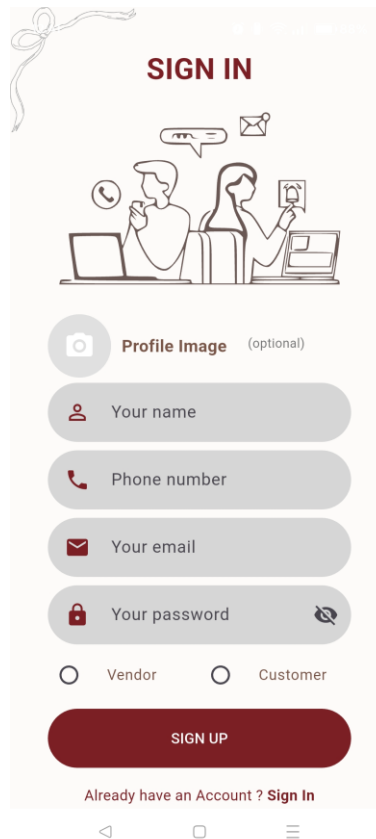 SIGN IN
Profile Image (optional)
Your name
Phone number
Your email
Your password
Vendor Customer
SIGN UP
Already have an Account ? Sign In